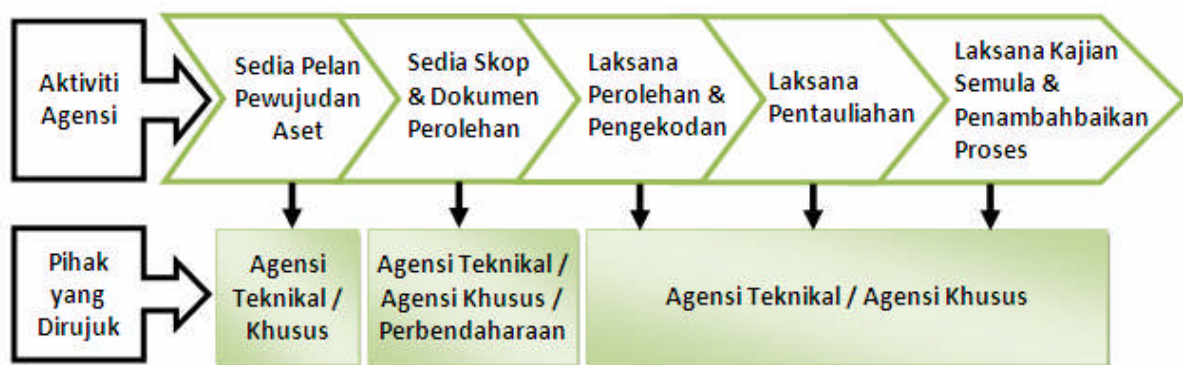 Aktiviti
Agensi
Sedia Pelan
Pewujudan
Aset
Sedia Skop
& Dokumen
Perolehan
Laksana
Perolehan &
Pengekodan
Laksana
Pentauliahan
Laksana Kajian
Semula &
Penambahbaikan
Proses
Pihak
yang
Dirujuk
Agensi
Teknikal /
Khusus
Agensi Teknikal /
Agensi Khusus /
Perbendaharaan
Agensi Teknikal / Agensi Khusus